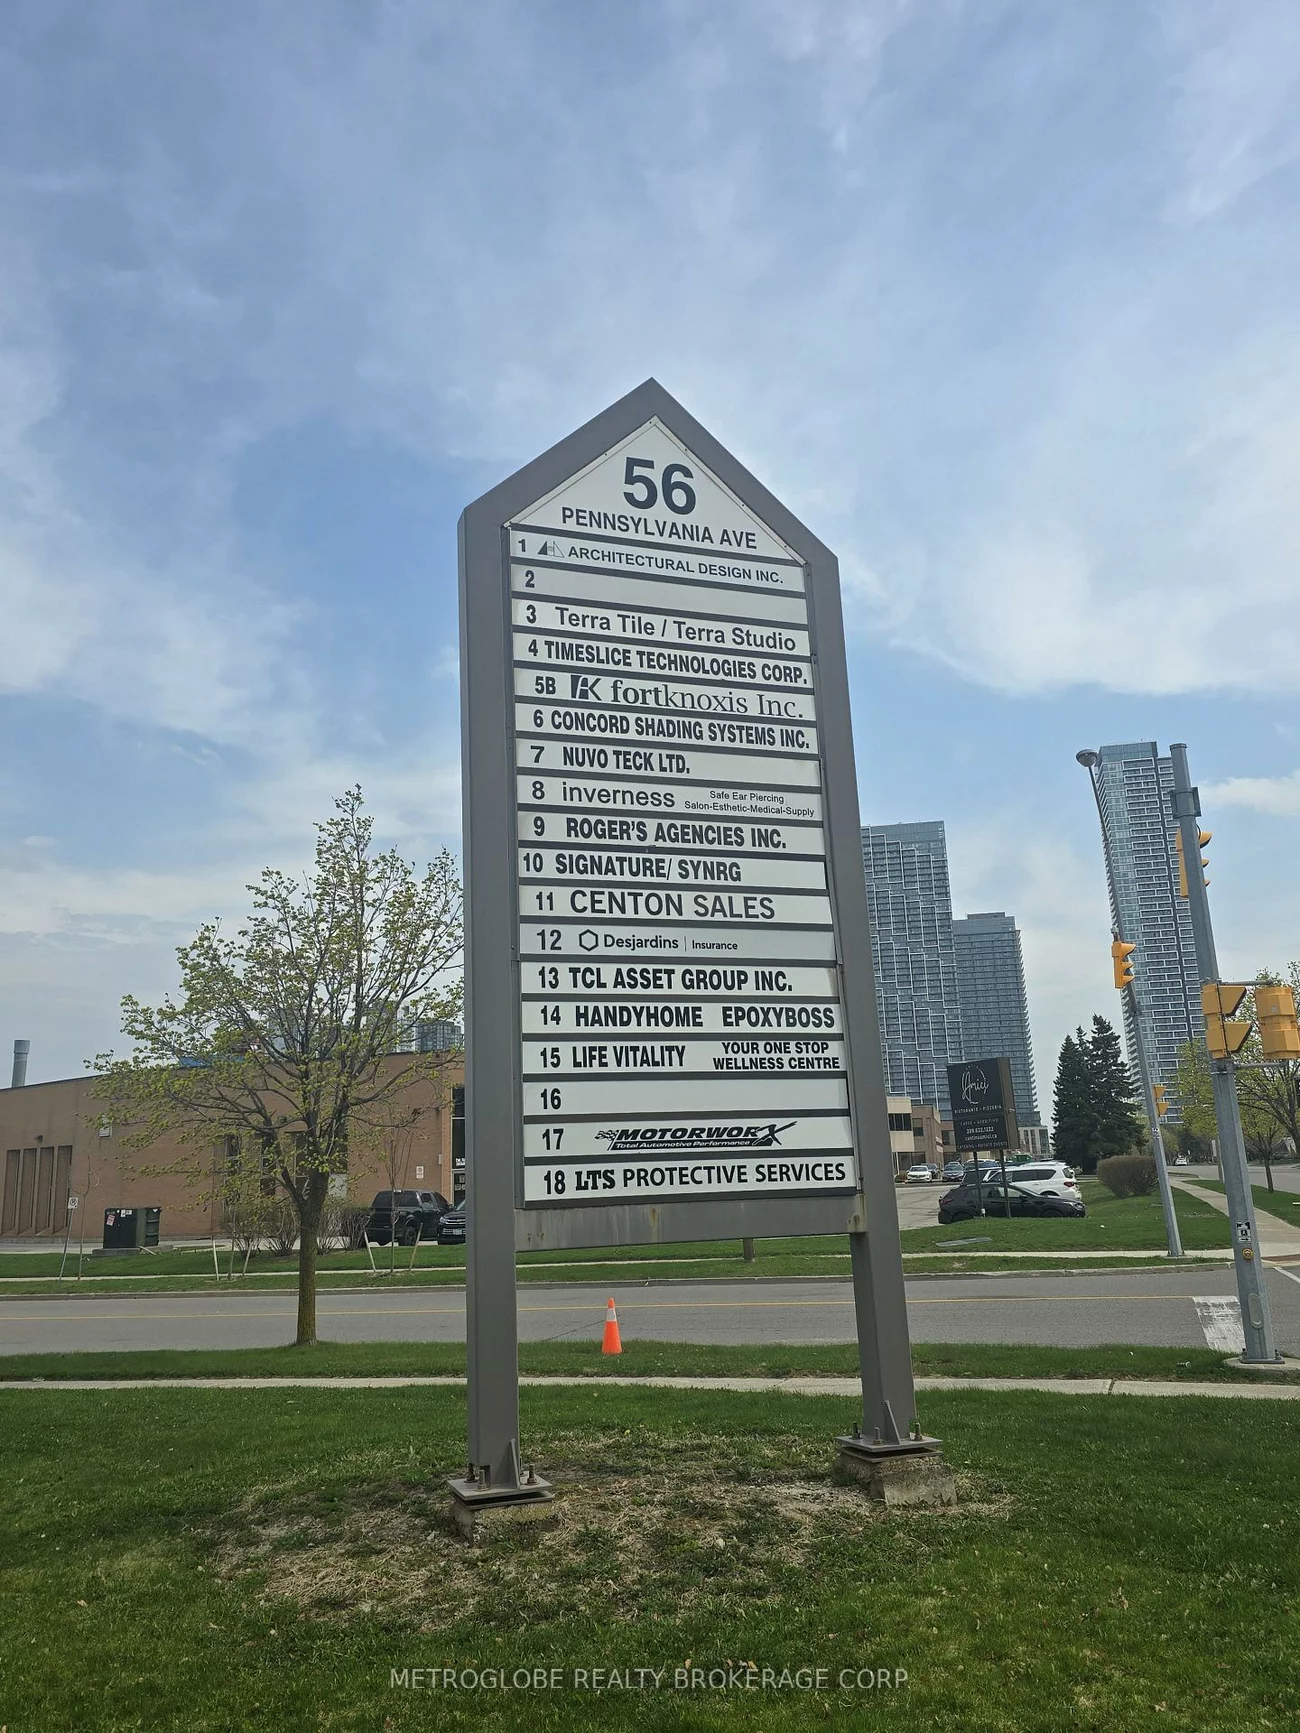 56
PENNSYLVANIA AVE
1 ARCHITECTURAL DESIGN INC.
2
3 Terra Tile / Terra Studio
4 TIMESLICE TECHNOLOGIES CORP.
5B fortknoxis Inc.
6 CONCORD SHADING SYSTEMS INC.
7 NUVO TECK LTD.
8 inverness Safe Ear Piercing
Salon-Esthetic-Medical-Supply
9 ROGER'S AGENCIES INC.
10 SIGNATURE/ SYNRG
11 CENTON SALES
12 Desjardins | Insurance
13 TCL ASSET GROUP INC.
14 HANDYHOME EPOXYBOSS
15 LIFE VITALITY YOUR ONE STOP
WELLNESS CENTRE
16
17 MOTORWORX
Total Automotive Performance
18 LTS PROTECTIVE SERVICES
Amici
RISTORANTE • PIZZERIA
METROGLOBE REALTY BROKERAGE CORP